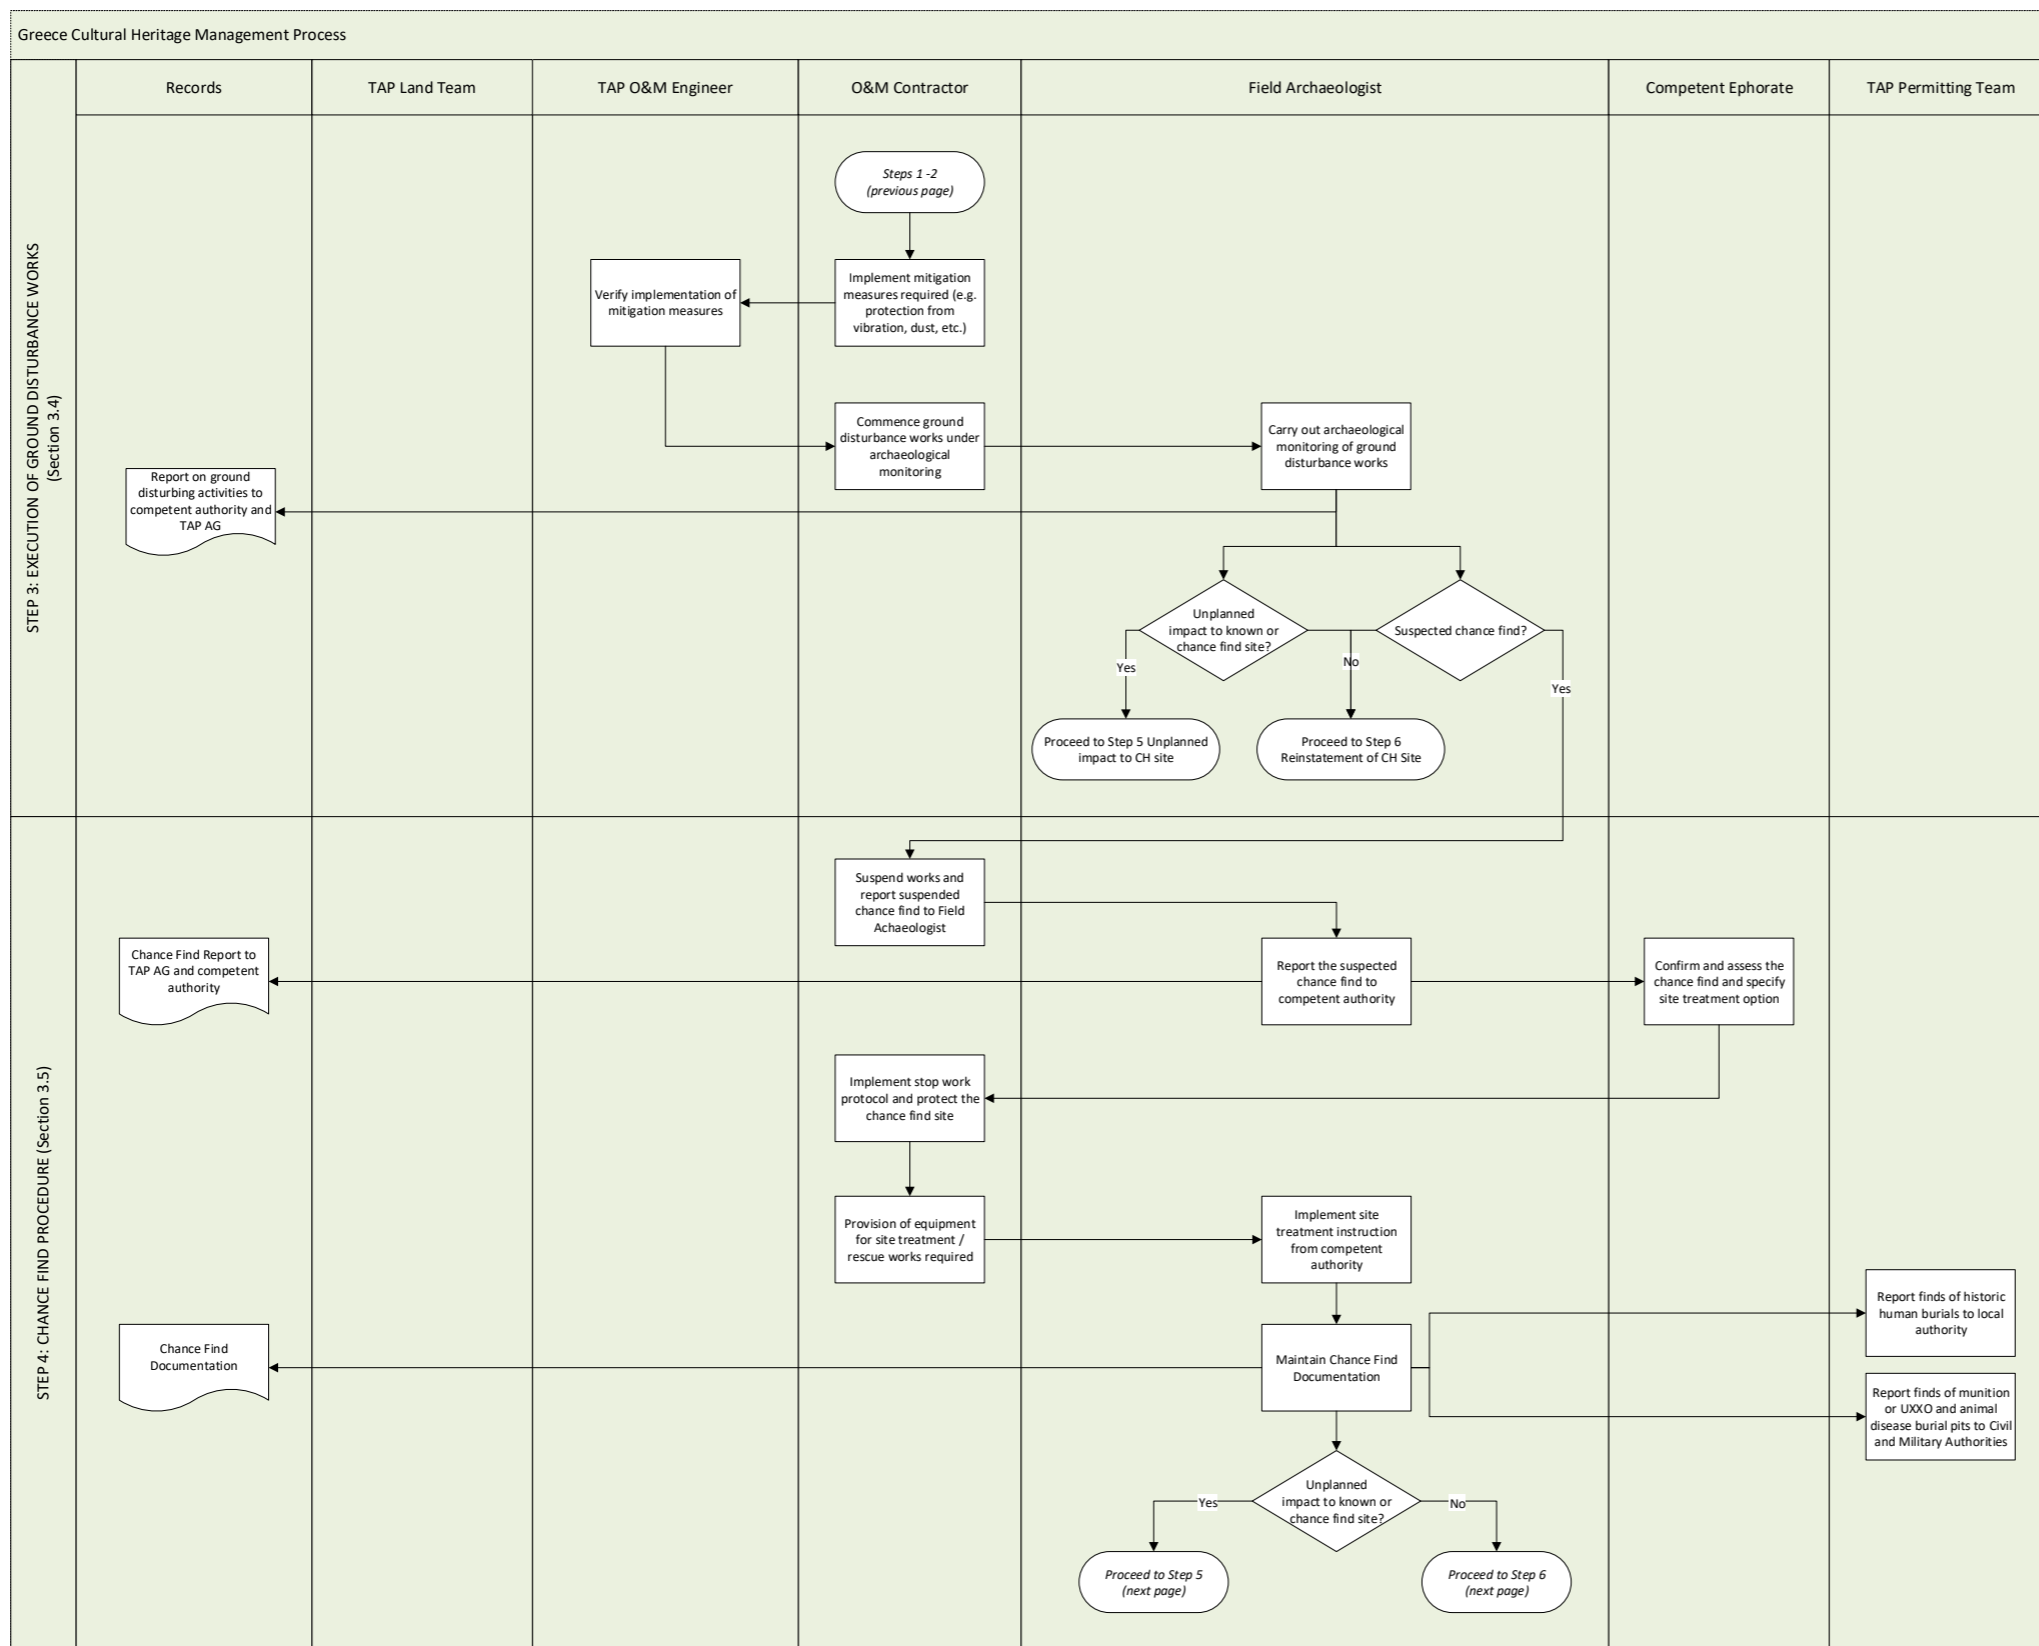 Greece Cultural Heritage Management Process
Records
TAP Land Team
TAP O&M Engineer
O&M Contractor
Field Archaeologist
Competent Ephorate
TAP Permitting Team
STEP 3: EXECUTION OF GROUND DISTURBANCE WORKS
(Section 3.4)
Steps 1 -2
(previous page)
Verify implementation of
mitigation measures
Implement mitigation
measures required (e.g.
protection from
vibration, dust, etc.)
Commence ground
disturbance works under
archaeological
monitoring
Carry out archaeological
monitoring of ground
disturbance works
Report on ground
disturbing activities to
competent authority and
TAP AG
Unplanned
impact to known or
chance find site?
Suspected chance find?
Yes
No
Yes
Proceed to Step 5 Unplanned
impact to CH site
Proceed to Step 6
Reinstatement of CH Site
STEP 4: CHANCE FIND PROCEDURE (Section 3.5)
Suspend works and
report suspended
chance find to Field
Achaeologist
Chance Find Report to
TAP AG and competent
authority
Report the suspected
chance find to
competent authority
Confirm and assess the
chance find and specify
site treatment option
Implement stop work
protocol and protect the
chance find site
Provision of equipment
for site treatment /
rescue works required
Implement site
treatment instruction
from competent
authority
Report finds of historic
human burials to local
authority
Chance Find
Documentation
Maintain Chance Find
Documentation
Report finds of munition
or UXXO and animal
disease burial pits to Civil
and Military Authorities
Unplanned
impact to known or
chance find site?
Yes
No
Proceed to Step 5
(next page)
Proceed to Step 6
(next page)